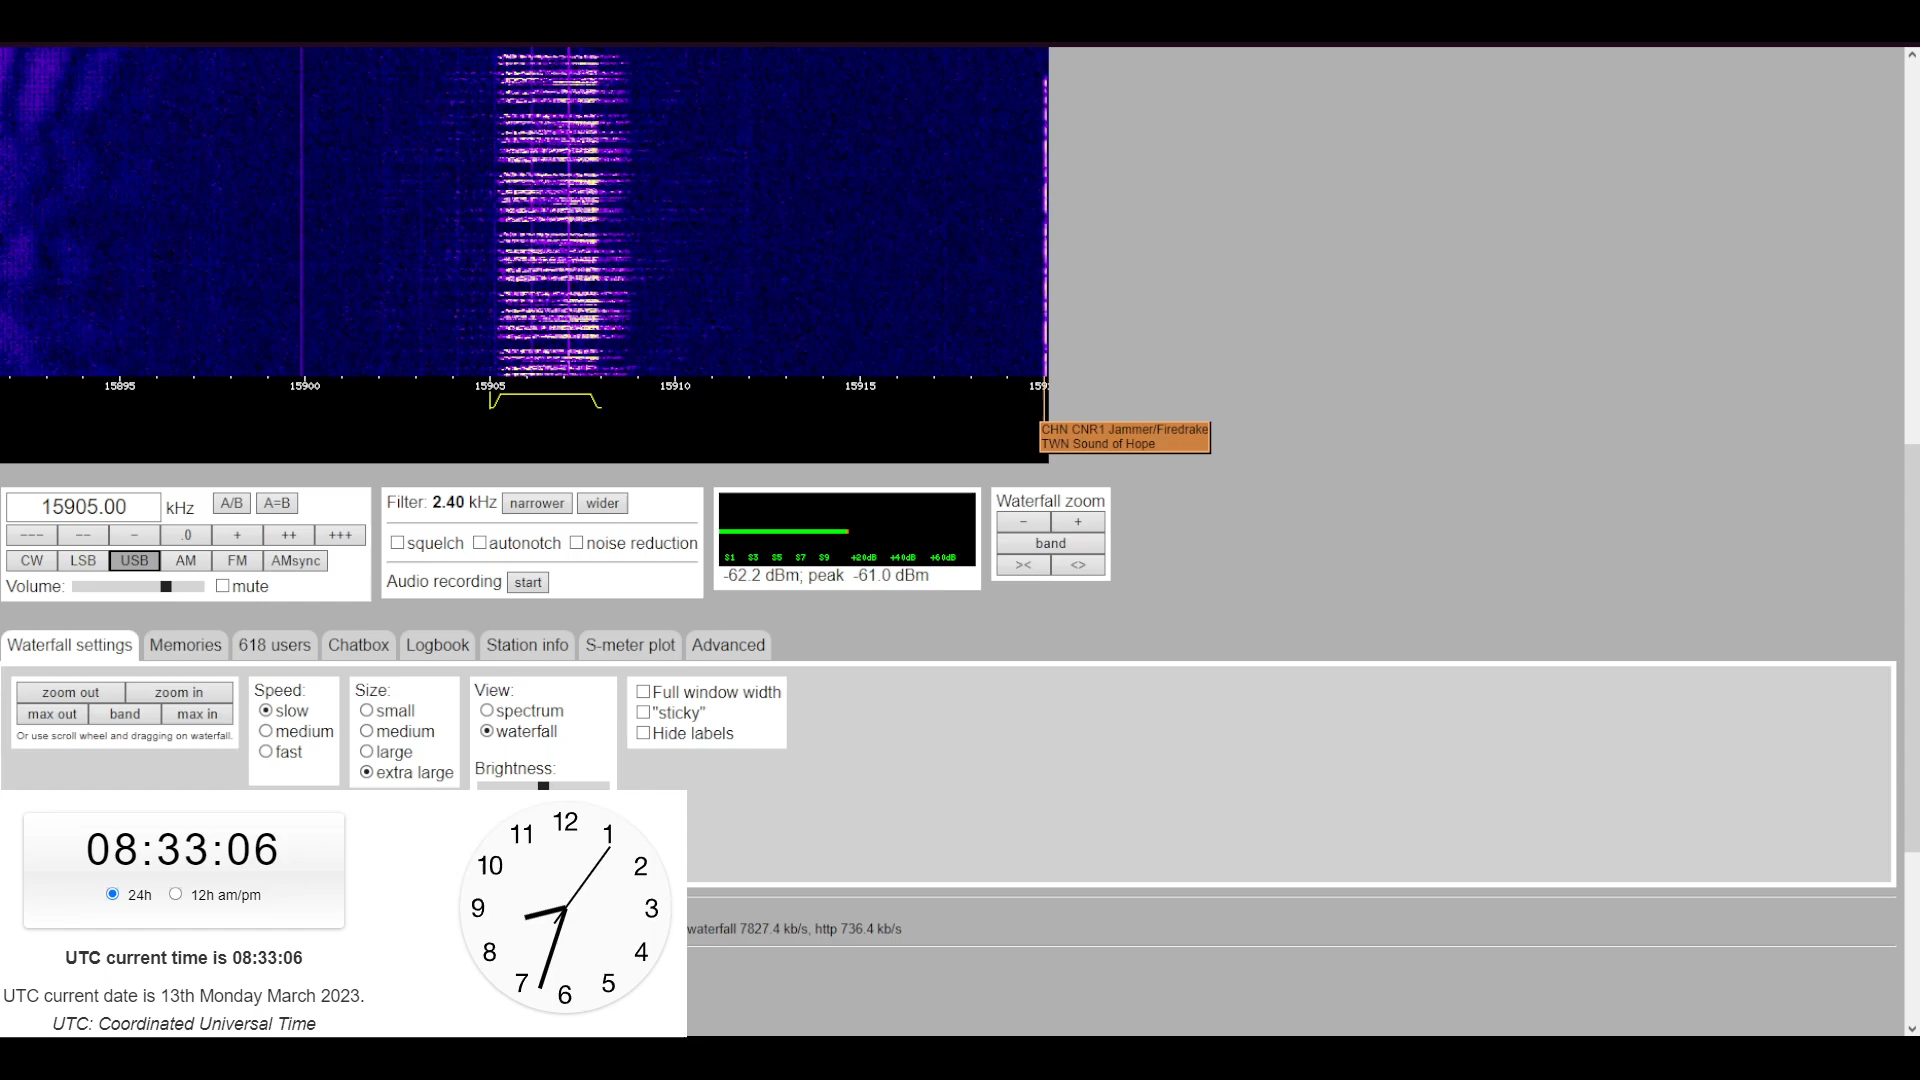 15895 15900 15905 15910 15915 159
CHN CNR1 Jammer/Firedrake
TWN Sound of Hope
15905.00 kHz A/B A=B
--- -- - .0 + ++ +++
CW LSB USB AM FM AMsync
Volume: mute
Filter: 2.40 kHz narrower wider
squelch autonotch noise reduction
Audio recording start
S1 S3 S5 S7 S9 +20dB +40dB +60dB
-62.2 dBm; peak -61.0 dBm
Waterfall zoom
- +
band
>< <>
Waterfall settings Memories 618 users Chatbox Logbook Station info S-meter plot Advanced
zoom out zoom in
max out band max in
Or use scroll wheel and dragging on waterfall.
Speed:
slow
medium
fast
Size:
small
medium
large
extra large
View:
spectrum
waterfall
Brightness:
Full window width
"sticky"
Hide labels
08:33:06
24h 12h am/pm
UTC current time is 08:33:06
UTC current date is 13th Monday March 2023.
UTC: Coordinated Universal Time
12
1
2
3
4
5
6
7
8
9
10
11
waterfall 7827.4 kb/s, http 736.4 kb/s